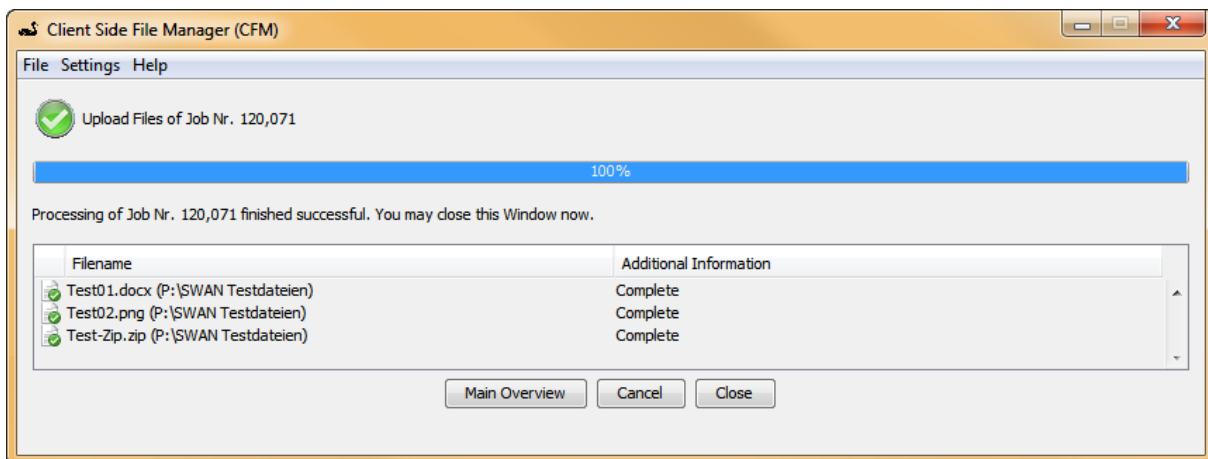 Client Side File Manager (CFM)
File Settings Help
Upload Files of Job Nr. 120,071
100%
Processing of Job Nr. 120,071 finished successful. You may close this Window now.
Filename Additional Information
Test01.docx (P:\SWAN Testdateien) Complete
Test02.png (P:\SWAN Testdateien) Complete
Test-Zip.zip (P:\SWAN Testdateien) Complete
Main Overview Cancel Close